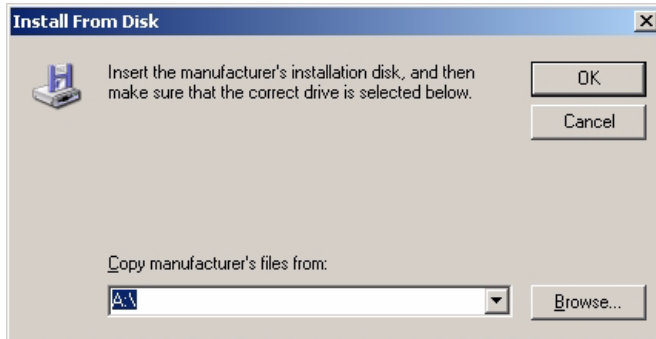 Install From Disk
Insert the manufacturer's installation disk, and then
make sure that the correct drive is selected below.
OK
Cancel
Copy manufacturer's files from:
A:\
Browse...